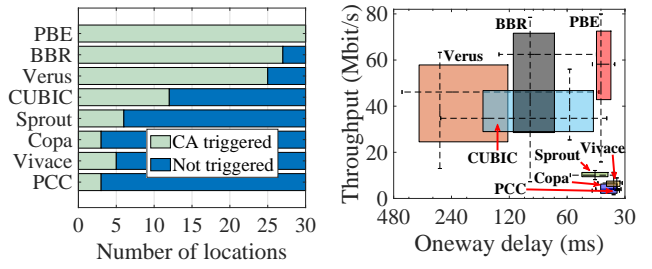 PBE
BBR
Verus
CUBIC
Sprout
Copa
Vivace
PCC
CA triggered
Not triggered
0 5 10 15 20 25 30
Number of locations
Throughput (Mbit/s)
80
60
40
20
0
BBR
PBE
Verus
CUBIC
Sprout
Vivace
Copa
PCC
480 240 120 60 30
Oneway delay (ms)